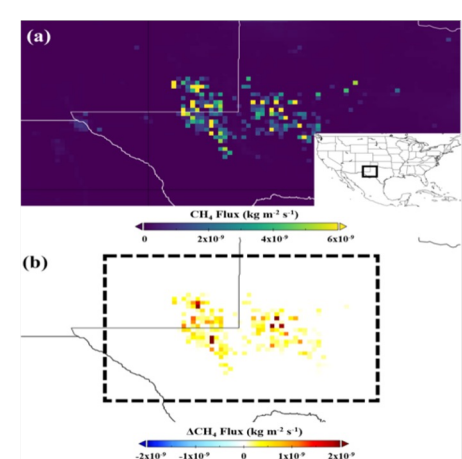 (a)
CH₄ Flux (kg m⁻² s⁻¹)
0 2x10⁻⁹ 4x10⁻⁹ 6x10⁻⁹
(b)
ΔCH₄ Flux (kg m⁻² s⁻¹)
-2x10⁻⁹ -1x10⁻⁹ 0 1x10⁻⁹ 2x10⁻⁹